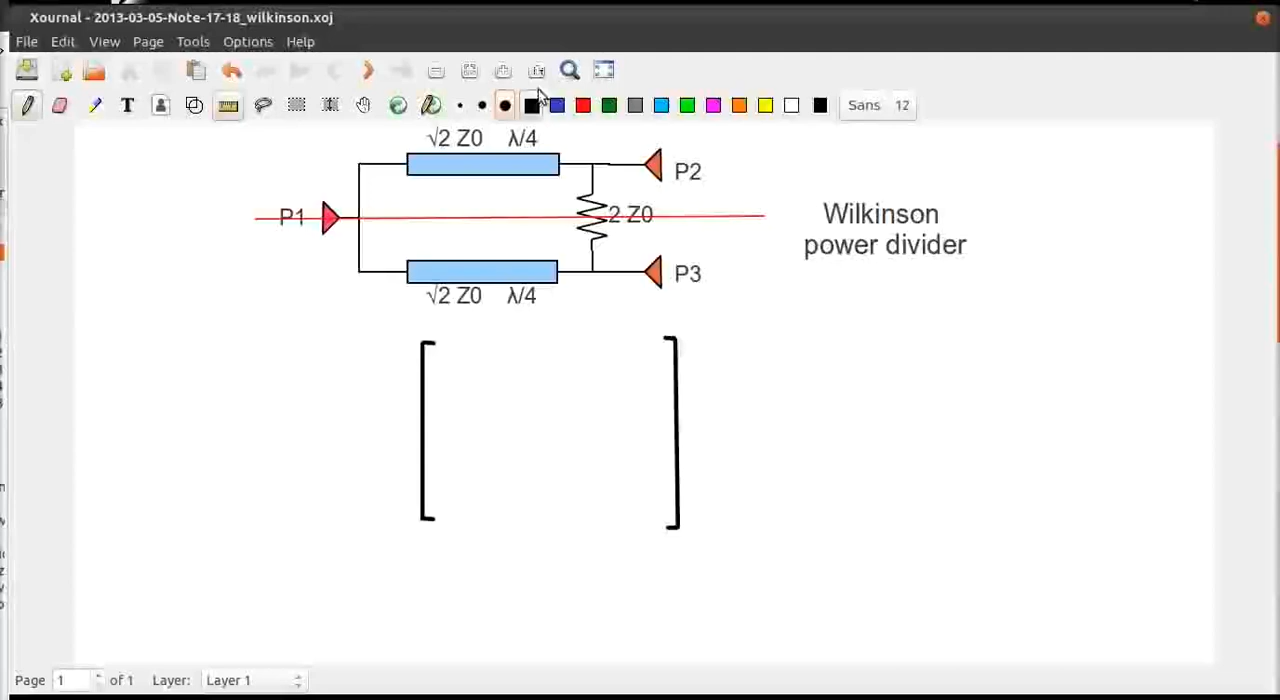 Xournal - 2013-03-05-Note-17-18_wilkinson.xoj
File Edit View Page Tools Options Help
Sans 12
√2 Z0 λ/4
P2
P1
2 Z0
Wilkinson
power divider
P3
√2 Z0 λ/4
Page 1 of 1 Layer: Layer 1